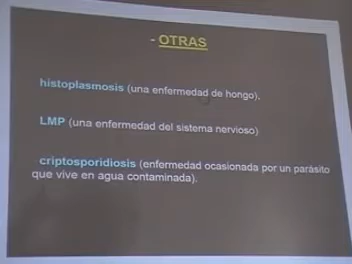 - OTRAS
histoplasmosis (una enfermedad de hongo),
LMP (una enfermedad del sistema nervioso)
criptosporidiosis (enfermedad ocasionada por un parásito
que vive en agua contaminada).